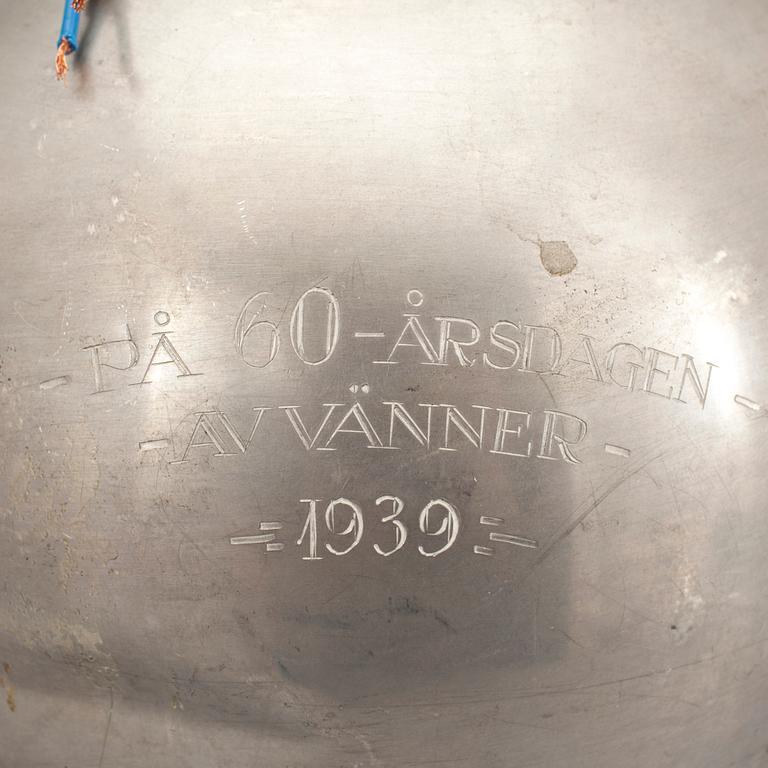 - PÅ 60-ÅRSDAGEN -
- AV VÄNNER -
= 1939 =